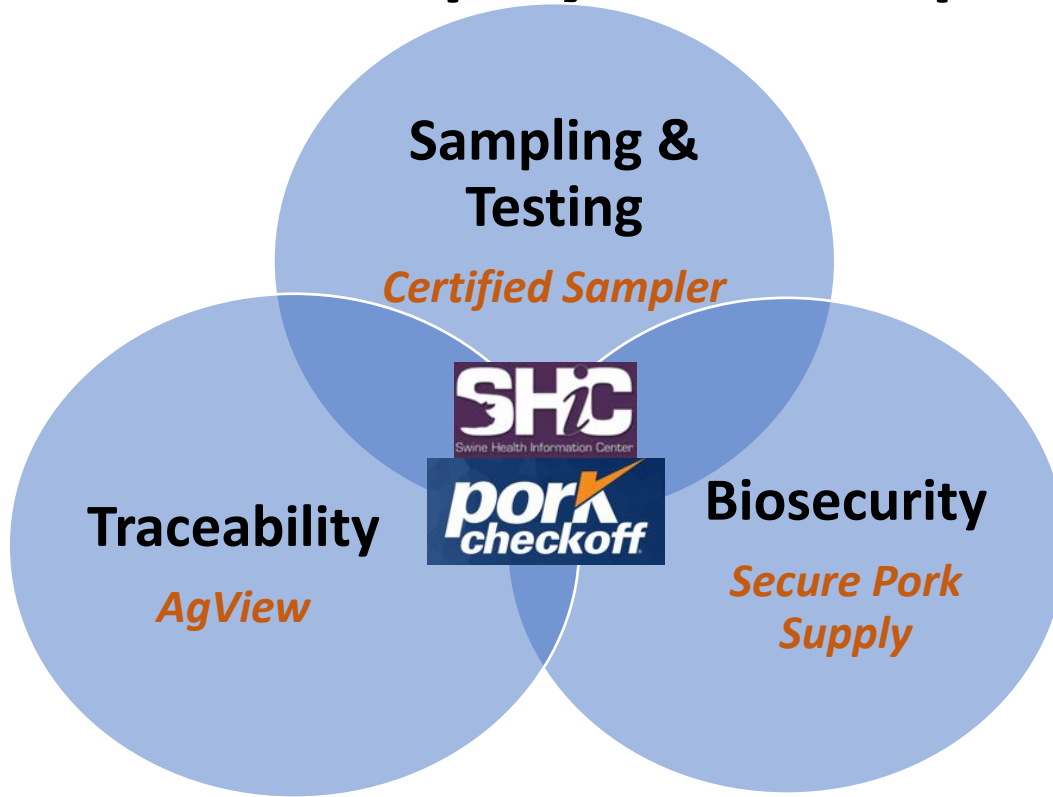 Sampling &
Testing
Certified Sampler
SHiC
Swine Health Information Center
pork
checkoff
Traceability
AgView
Biosecurity
Secure Pork
Supply